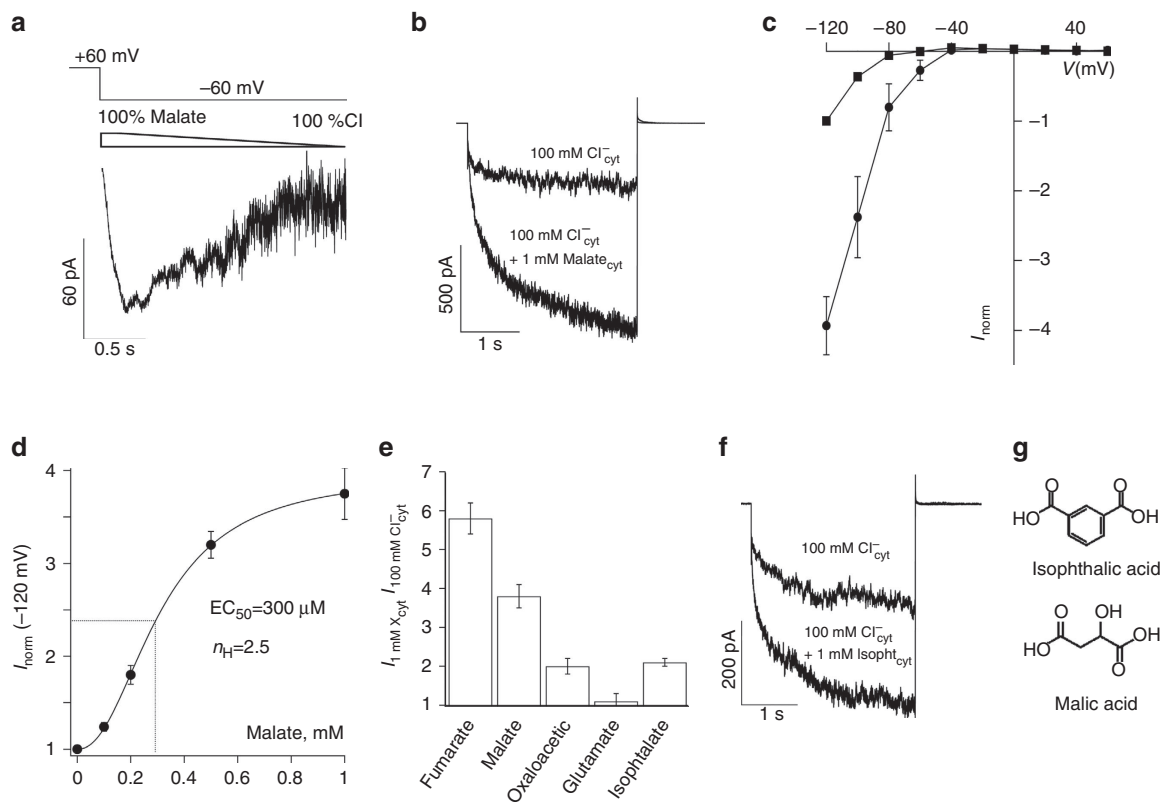 a
+60 mV
−60 mV
100% Malate
100 %Cl
60 pA
0.5 s
b
100 mM Cl⁻cyt
100 mM Cl⁻cyt
+ 1 mM Malatecyt
500 pA
1 s
c
−120
−80
−40
40
V(mV)
−1
−2
−3
−4
Inorm
d
Inorm (−120 mV)
4
3
2
1
EC50=300 μM
nH=2.5
Malate, mM
0
0.2
0.4
0.6
0.8
1
e
I1 mM Xcyt I100 mM Cl⁻cyt
7
6
5
4
3
2
1
Fumarate
Malate
Oxaloacetic
Glutamate
Isophtalate
f
100 mM Cl⁻cyt
100 mM Cl⁻cyt
+ 1 mM Isophtcyt
200 pA
1 s
g
O
O
HO
OH
Isophthalic acid
O
OH
HO
OH
O
Malic acid